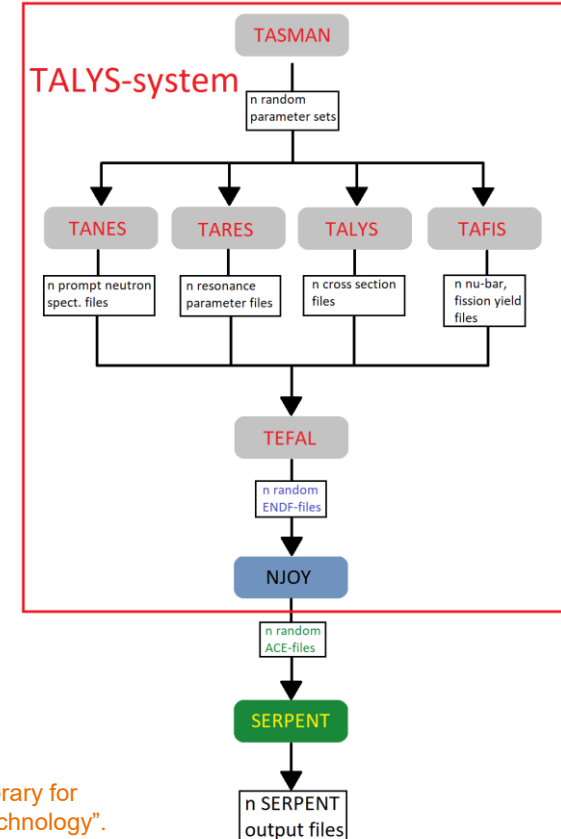 TASMAN
TALYS-system
n random
parameter sets
TANES
TARES
TALYS
TAFIS
n prompt neutron
spect. files
n resonance
parameter files
n cross section
files
n nu-bar,
fission yield
files
TEFAL
n random
ENDF-files
NJOY
n random
ACE-files
SERPENT
n SERPENT
output files
rary for
chnology”.